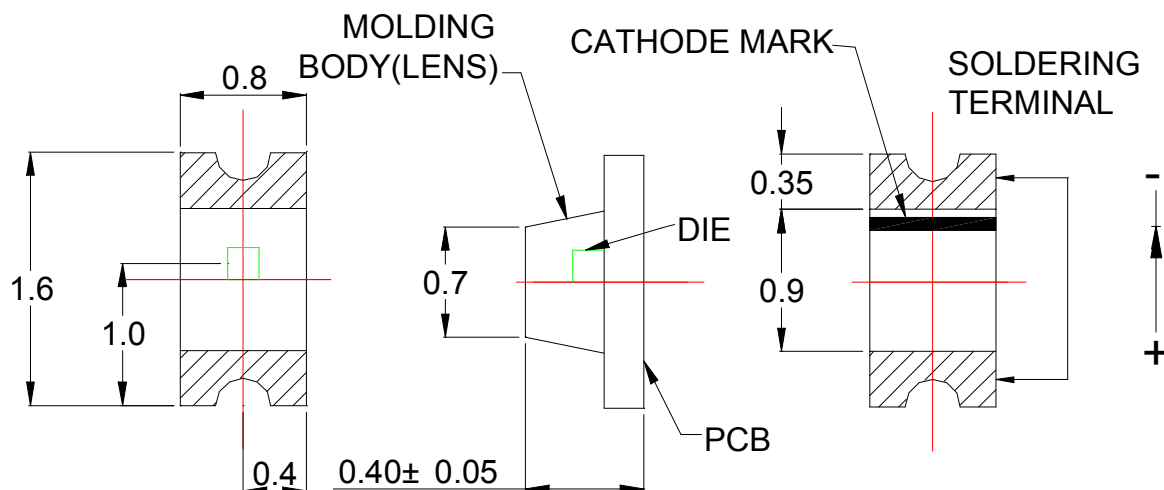 MOLDING
BODY(LENS)
CATHODE MARK
SOLDERING
TERMINAL
0.8
0.35
-
DIE
1.6
1.0
0.7
0.9
+
PCB
0.4
0.40± 0.05